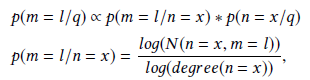 p(m = l/q) ∝ p(m = l/n = x) * p(n = x/q)
p(m = l/n = x) = log(N(n = x, m = l)) / log(degree(n = x)),